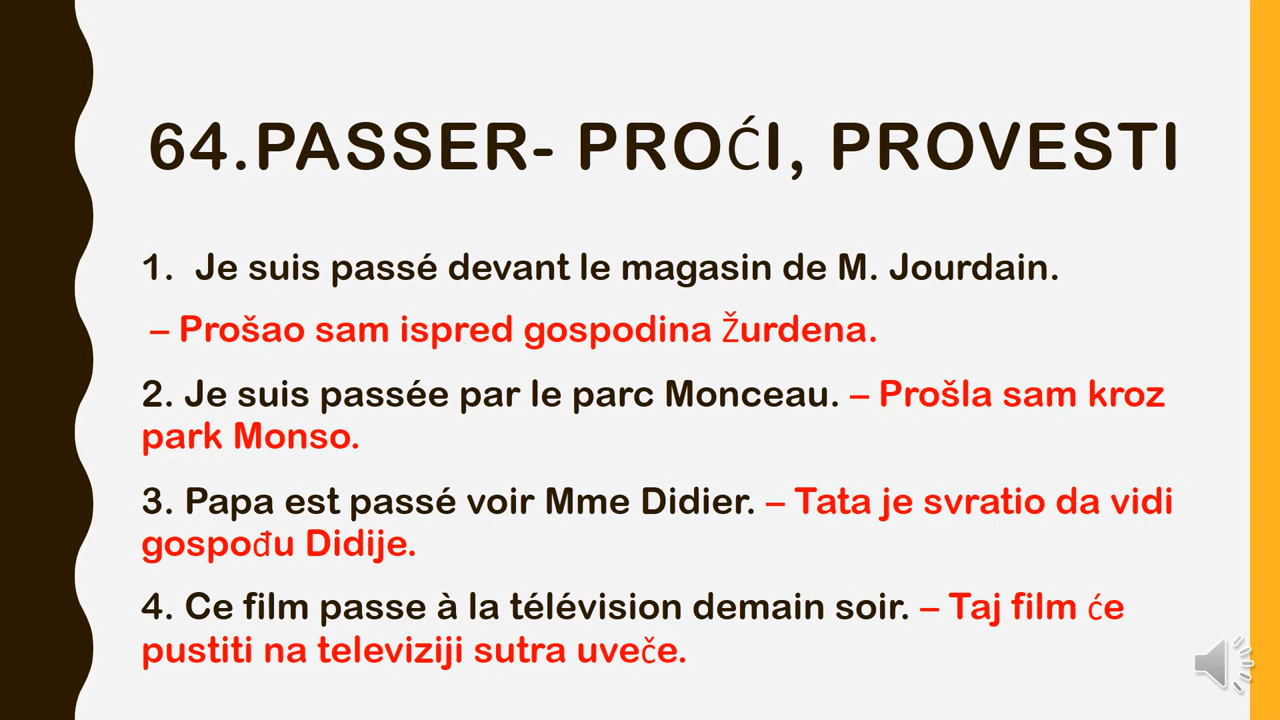 64.PASSER- PROĆI, PROVESTI
1. Je suis passé devant le magasin de M. Jourdain.
– Prošao sam ispred gospodina Žurdena.
2. Je suis passée par le parc Monceau. – Prošla sam kroz
park Monso.
3. Papa est passé voir Mme Didier. – Tata je svratio da vidi
gospođu Didije.
4. Ce film passe à la télévision demain soir. – Taj film će
pustiti na televiziji sutra uveče.